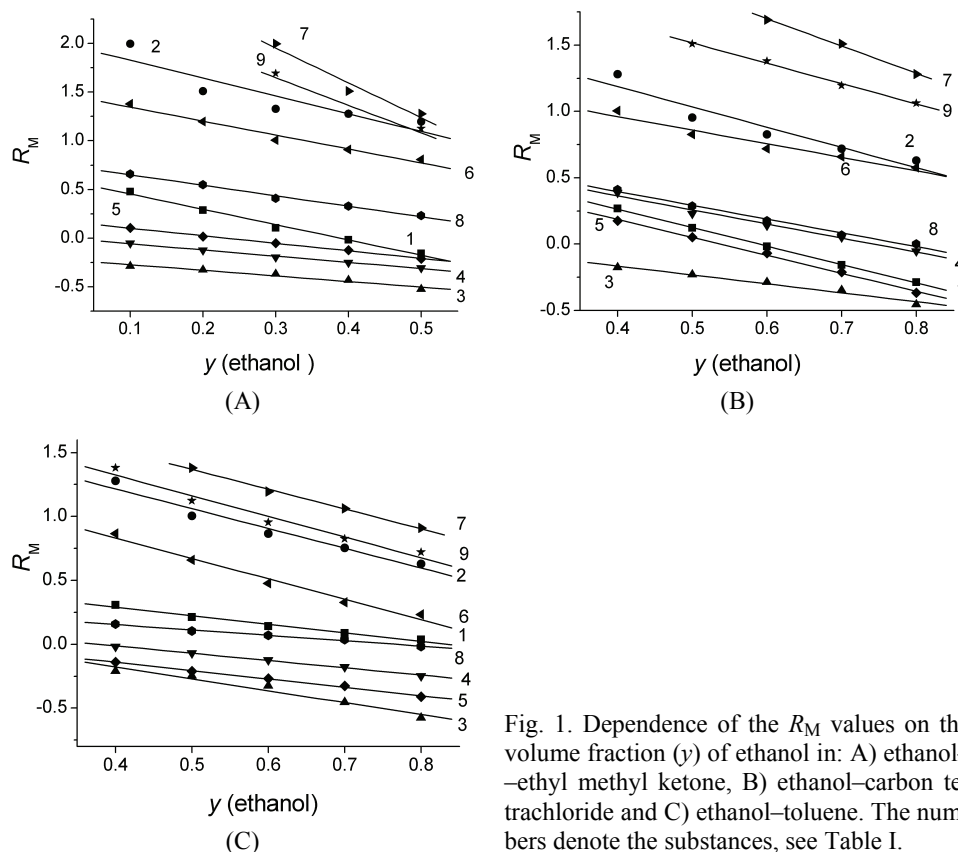 2.0
1.5
1.0
0.5
0.0
-0.5
R_M
2
7
9
6
8
5
1
4
3
0.1 0.2 0.3 0.4 0.5
y (ethanol )
(A)
1.5
1.0
0.5
0.0
-0.5
R_M
7
9
2
6
8
5
4
3
0.4 0.5 0.6 0.7 0.8
y (ethanol)
(B)
1.5
1.0
0.5
0.0
-0.5
R_M
7
9
2
6
1
8
4
5
3
0.4 0.5 0.6 0.7 0.8
y (ethanol)
(C)
Fig. 1. Dependence of the R_M values on th
volume fraction (y) of ethanol in: A) ethanol-
–ethyl methyl ketone, B) ethanol–carbon te
trachloride and C) ethanol–toluene. The num
bers denote the substances, see Table I.